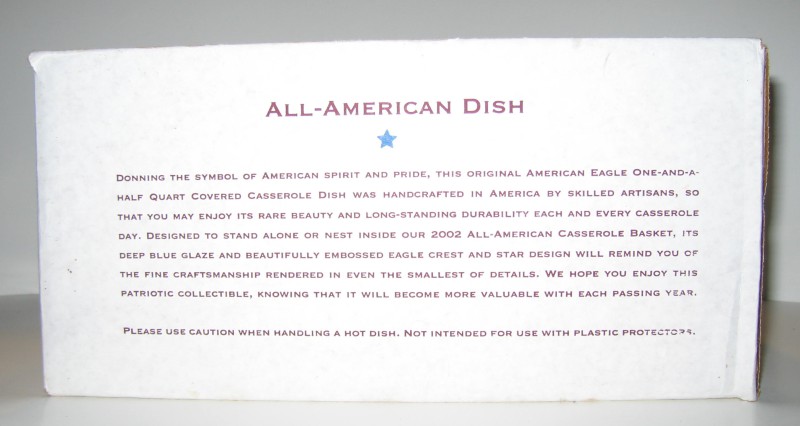 All-American Dish
Donning the symbol of American spirit and pride, this original American Eagle One-and-a-
half Quart Covered Casserole Dish was handcrafted in America by skilled artisans, so
that you may enjoy its rare beauty and long-standing durability each and every casserole
day. Designed to stand alone or nest inside our 2002 All-American Casserole Basket, its
deep blue glaze and beautifully embossed eagle crest and star design will remind you of
the fine craftsmanship rendered in even the smallest of details. We hope you enjoy this
patriotic collectible, knowing that it will become more valuable with each passing year.
Please use caution when handling a hot dish. Not intended for use with plastic protectors.